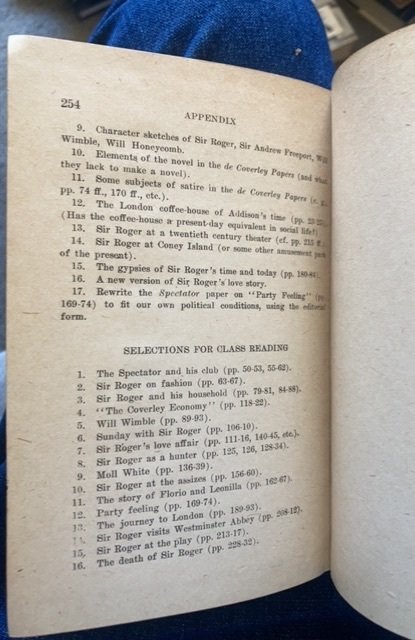 254
APPENDIX
9. Character sketches of Sir Roger, Sir Andrew Freeport, Will
Wimble, Will Honeycomb.
10. Elements of the novel in the de Coverley Papers (and what
they lack to make a novel).
11. Some subjects of satire in the de Coverley Papers (e. g.,
pp. 74 ff., 170 ff., etc.).
12. The London coffee-house of Addison's time (pp.
(Has the coffee-house a present-day equivalent in social life?)
13. Sir Roger at a twentieth century theater (cf. pp. 215 ff.
14. Sir Roger at Coney Island (or some other amusement park
of the present).
15. The gypsies of Sir Roger's time and today (pp. 180-84).
16. A new version of Sir Roger's love story.
17. Rewrite the Spectator paper on "Party Feeling" (pp.
169-74) to fit our own political conditions, using the editorial
form.
SELECTIONS FOR CLASS READING
1. The Spectator and his club (pp. 50-53, 55-62).
2. Sir Roger on fashion (pp. 63-67).
3. Sir Roger and his household (pp. 79-81, 84-88).
4. "The Coverley Economy" (pp. 118-22).
5. Will Wimble (pp. 89-93).
6. Sunday with Sir Roger (pp. 106-10).
7. Sir Roger's love affair (pp. 111-16, 140-45, etc.).
8. Sir Roger as a hunter (pp. 125, 126, 128-34).
9. Moll White (pp. 136-39).
10. Sir Roger at the assizes (pp. 156-60).
11. The story of Florio and Leonilla (pp. 162-67).
12. Party feeling (pp. 169-74).
13. The journey to London (pp. 189-93).
14. Sir Roger visits Westminster Abbey (pp. 208-12).
15. Sir Roger at the play (pp. 213-17).
16. The death of Sir Roger (pp. 228-32).